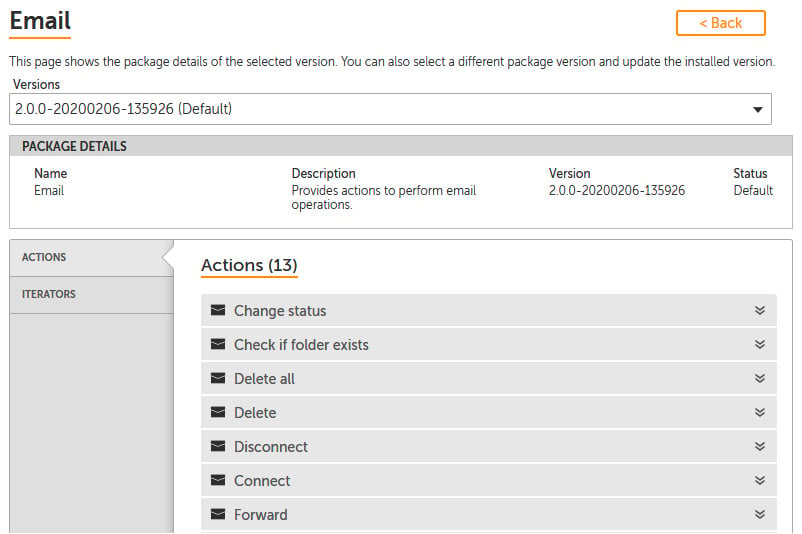 Email
< Back
This page shows the package details of the selected version. You can also select a different package version and update the installed version.
Versions
2.0.0-20200206-135926 (Default)
PACKAGE DETAILS
Name Description Version Status
Email Provides actions to perform email 2.0.0-20200206-135926 Default
operations.
ACTIONS
ITERATORS
Actions (13)
Change status
Check if folder exists
Delete all
Delete
Disconnect
Connect
Forward